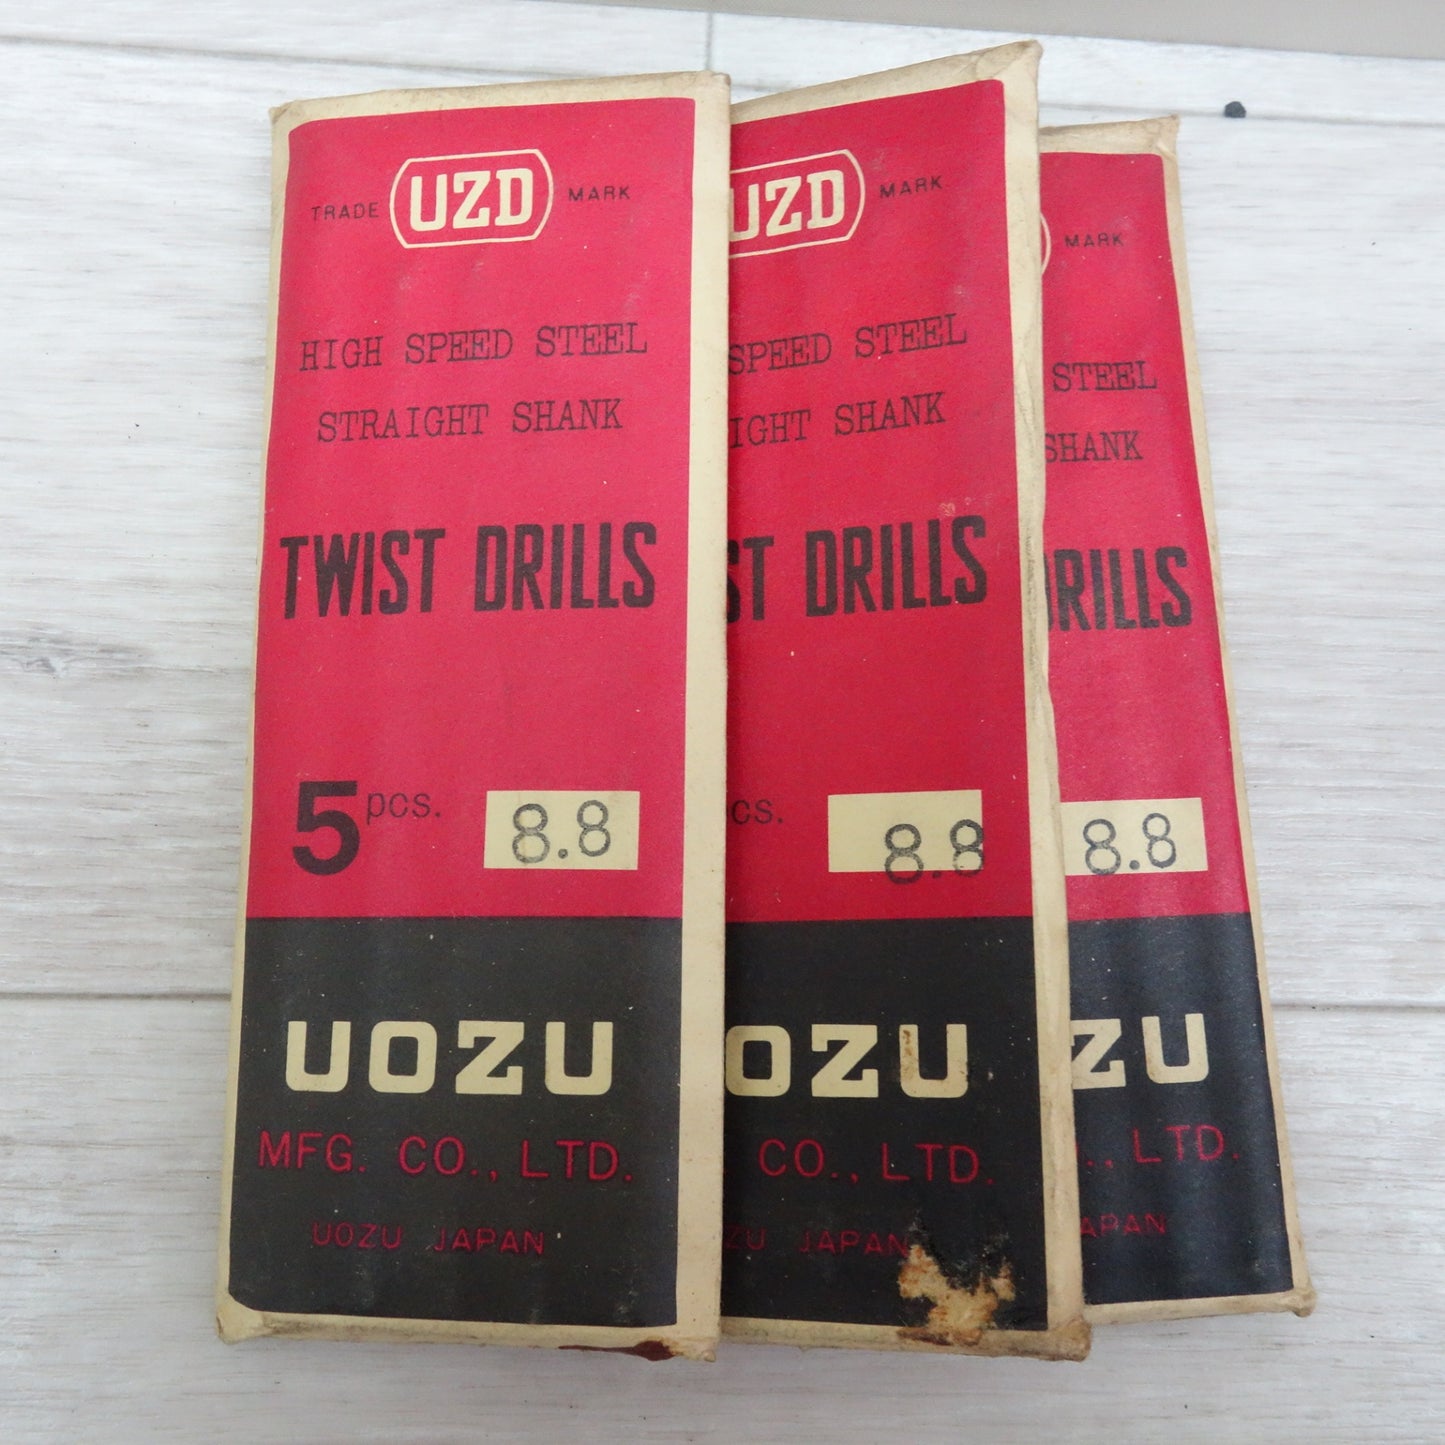 TRADE UZD MARK
HIGH SPEED STEEL
STRAIGHT SHANK
TWIST DRILLS
5 pcs. 8.8
UOZU
MFG. CO., LTD.
UOZU JAPAN
UZD MARK
SPEED STEEL
IGHT SHANK
ST DRILLS
cs. 8.8
OZU
CO., LTD.
ZU JAPAN
MARK
STEEL
SHANK
DRILLS
8.8
ZU
., LTD.
APAN